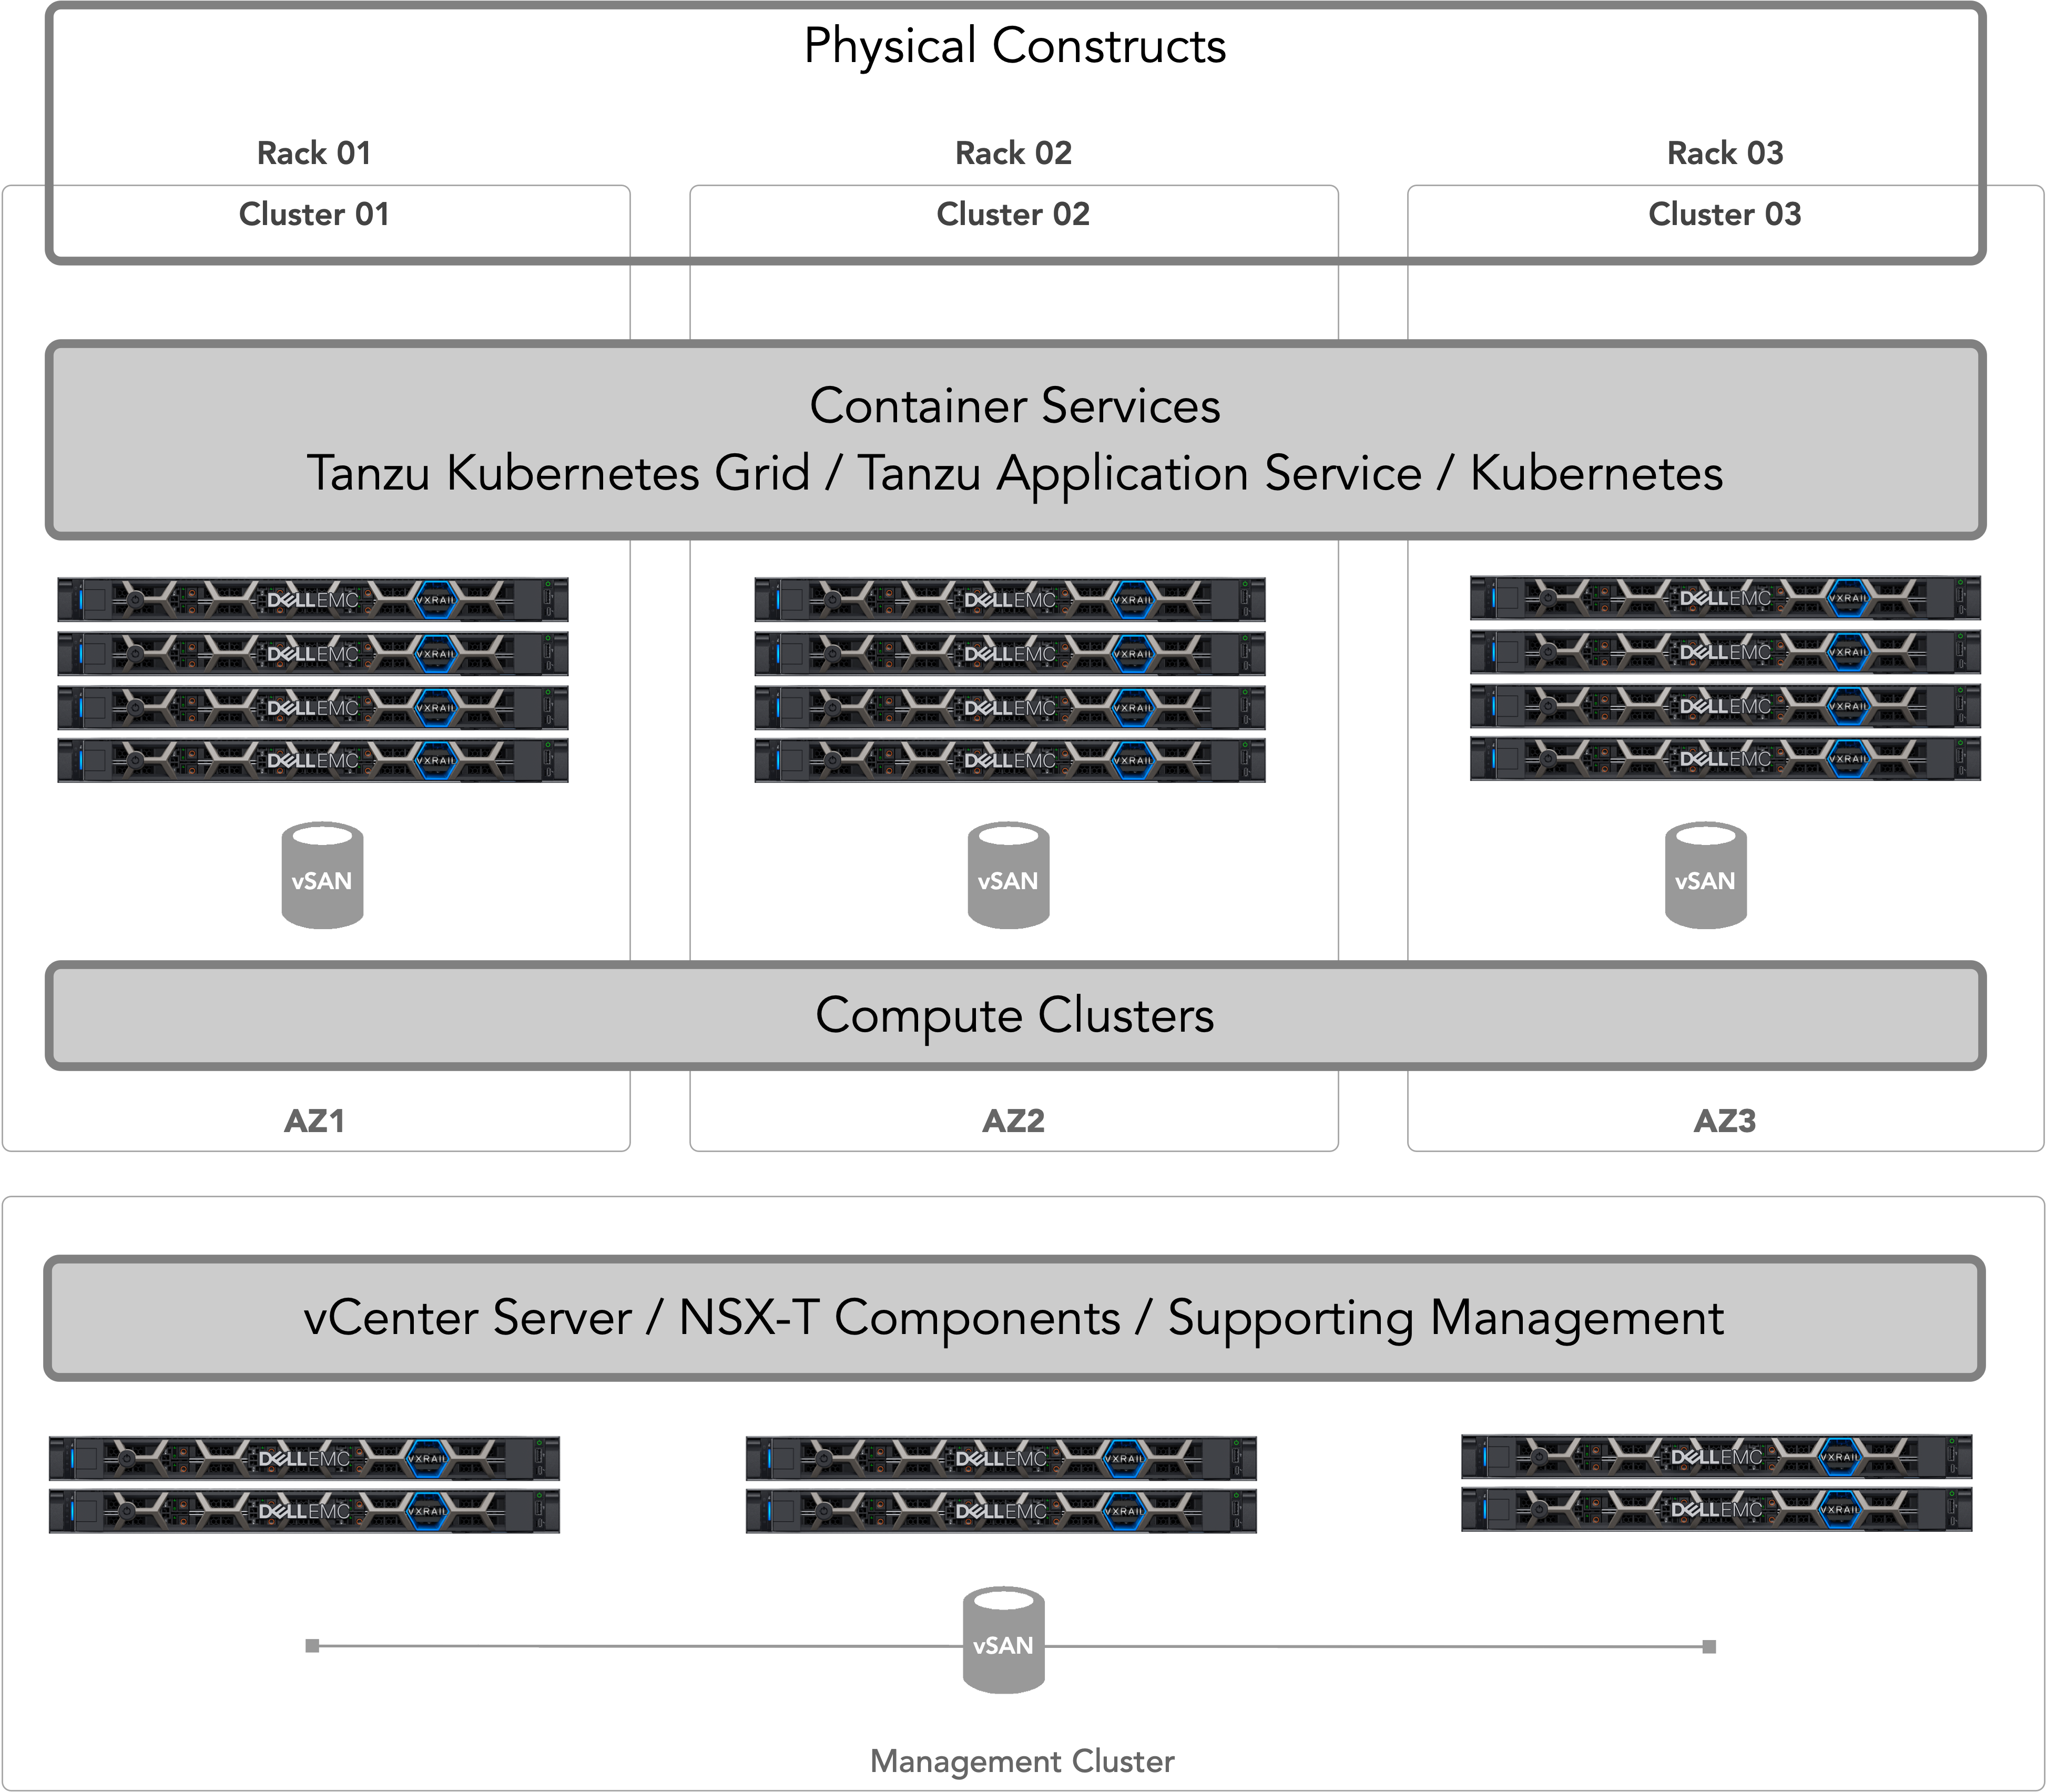 Physical Constructs
Rack 01
Rack 02
Rack 03
Cluster 01
Cluster 02
Cluster 03
Container Services
Tanzu Kubernetes Grid / Tanzu Application Service / Kubernetes
DELLEMC VXRAIL
DELLEMC VXRAIL
DELLEMC VXRAIL
DELLEMC VXRAIL
DELLEMC VXRAIL
DELLEMC VXRAIL
DELLEMC VXRAIL
DELLEMC VXRAIL
DELLEMC VXRAIL
DELLEMC VXRAIL
DELLEMC VXRAIL
DELLEMC VXRAIL
vSAN
vSAN
vSAN
Compute Clusters
AZ1
AZ2
AZ3
vCenter Server / NSX-T Components / Supporting Management
DELLEMC VXRAIL
DELLEMC VXRAIL
DELLEMC VXRAIL
DELLEMC VXRAIL
DELLEMC VXRAIL
DELLEMC VXRAIL
vSAN
Management Cluster